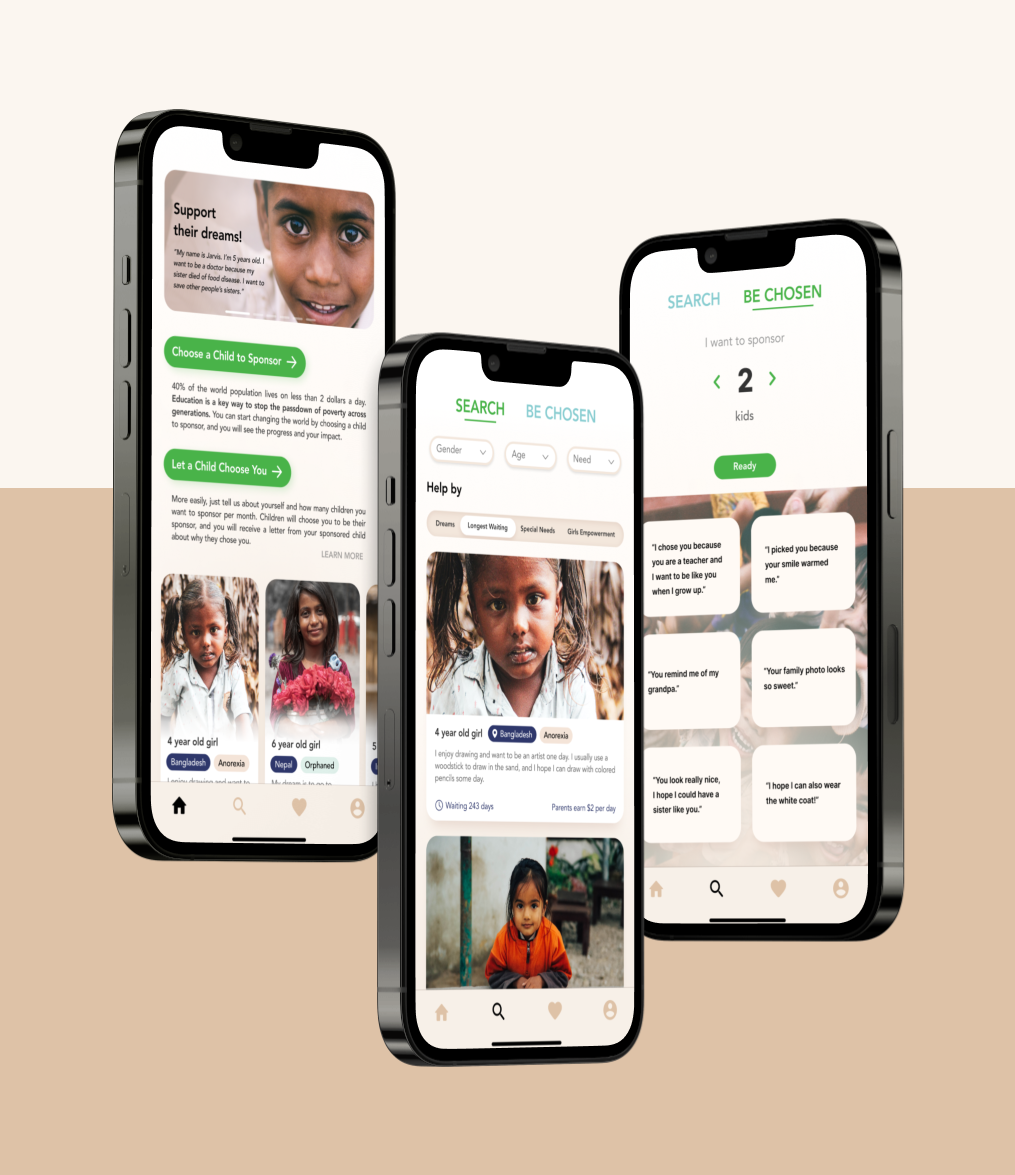 Support
their dreams!
"My name is Jarvis. I'm 5 years old. I
want to be a doctor because my
sister died of food disease. I want to
save other people's sisters."
Choose a Child to Sponsor →
40% of the world population lives on less than 2 dollars a day.
Education is a key way to stop the passdown of poverty across
generations. You can start changing the world by choosing a child
to sponsor, and you will see the progress and your impact.
Let a Child Choose You →
More easily, just tell us about yourself and how many children you
want to sponsor per month. Children will choose you to be their
sponsor, and you will receive a letter from your sponsored child
about why they chose you.
LEARN MORE
4 year old girl
Bangladesh Anorexia
I enjoy drawing and want to
6 year old girl
Nepal Orphaned
My dream is to go to
5
SEARCH BE CHOSEN
Gender Age Need
Help by
Dreams Longest Waiting Special Needs Girls Empowerment
4 year old girl Bangladesh Anorexia
I enjoy drawing and want to be an artist one day. I usually use a
woodstick to draw in the sand, and I hope I can draw with colored
pencils some day.
Waiting 243 days Parents earn $2 per day
SEARCH BE CHOSEN
I want to sponsor
2
kids
Ready
"I chose you because
you are a teacher and
I want to be like you
when I grow up."
"I picked you because
your smile warmed
me."
"You remind me of my
grandpa."
"Your family photo looks
so sweet."
"You look really nice,
I hope I could have a
sister like you."
"I hope I can also wear
the white coat!"